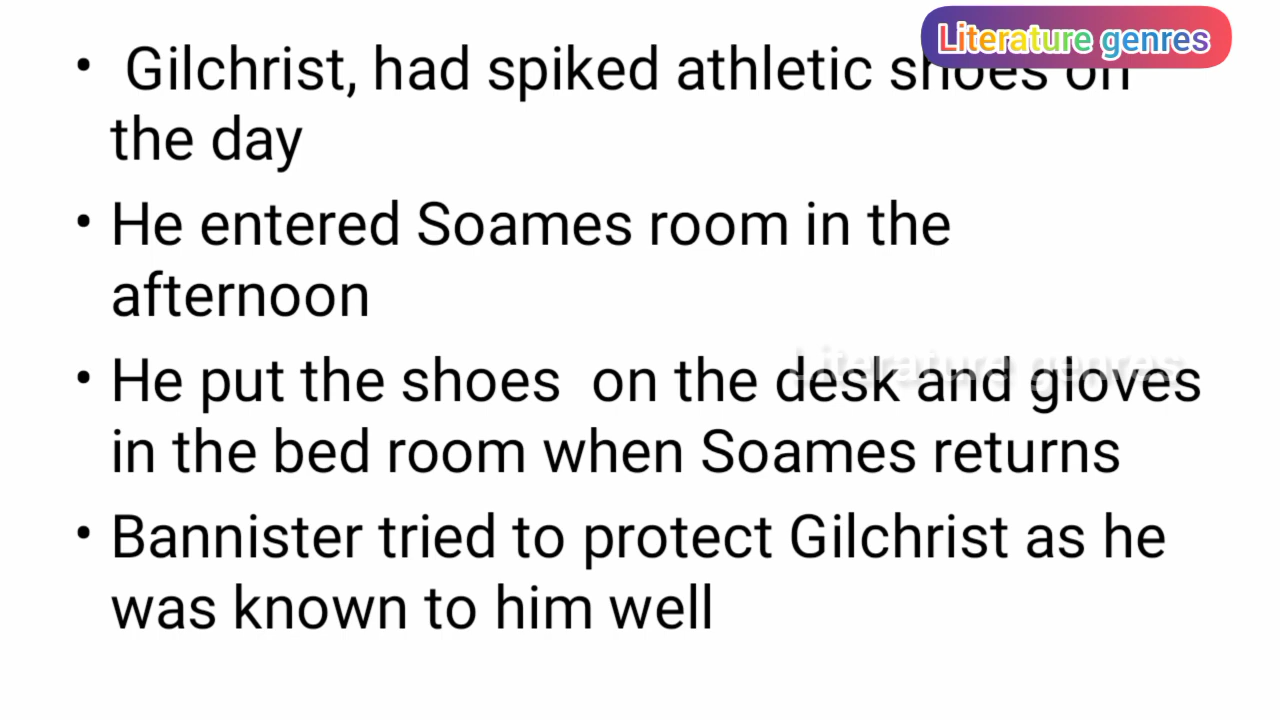 Literature genres
• Gilchrist, had spiked athletic shoes on
the day
• He entered Soames room in the
afternoon
Literature genres
• He put the shoes on the desk and gloves
in the bed room when Soames returns
• Bannister tried to protect Gilchrist as he
was known to him well